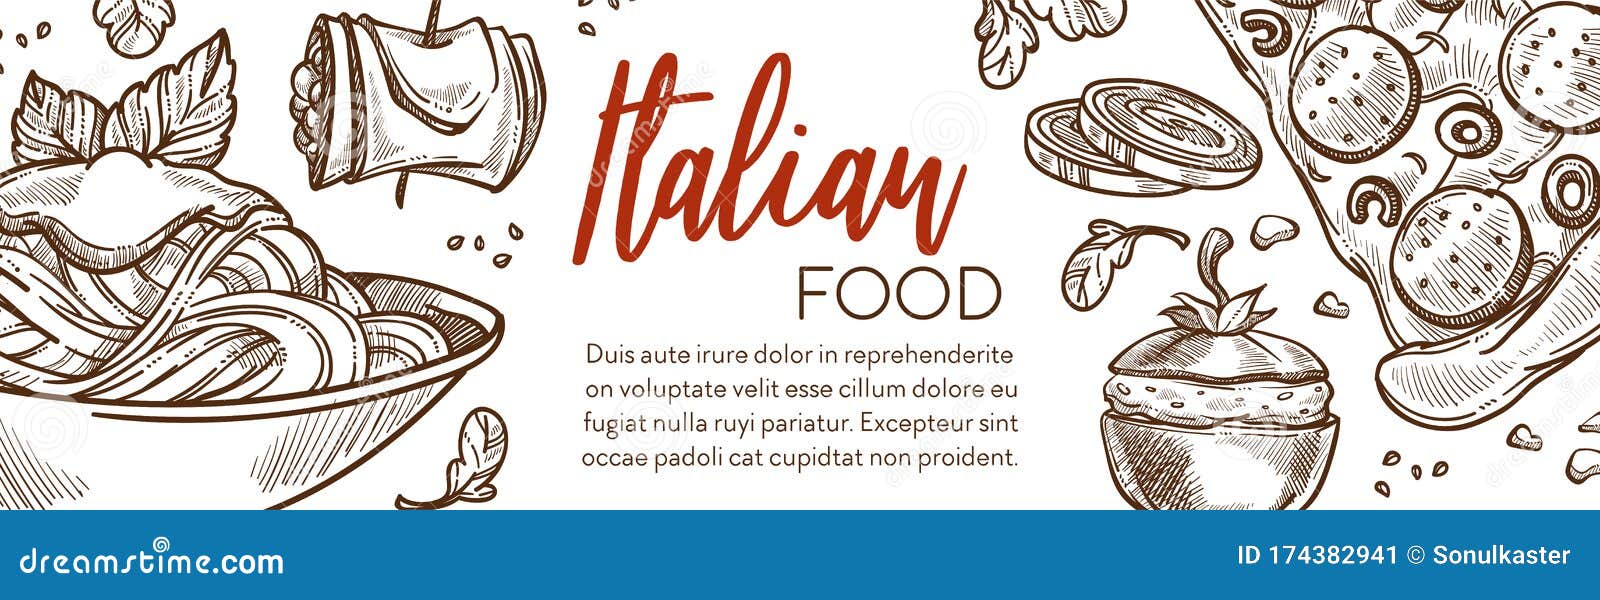 Italian
FOOD
Duis aute irure dolor in reprehenderite
on voluptate velit esse cillum dolore eu
fugiat nulla ruyi pariatur. Excepteur sint
occae padoli cat cupidtat non proident.
dreamstime.com
ID 174382941 © Sonulkaster